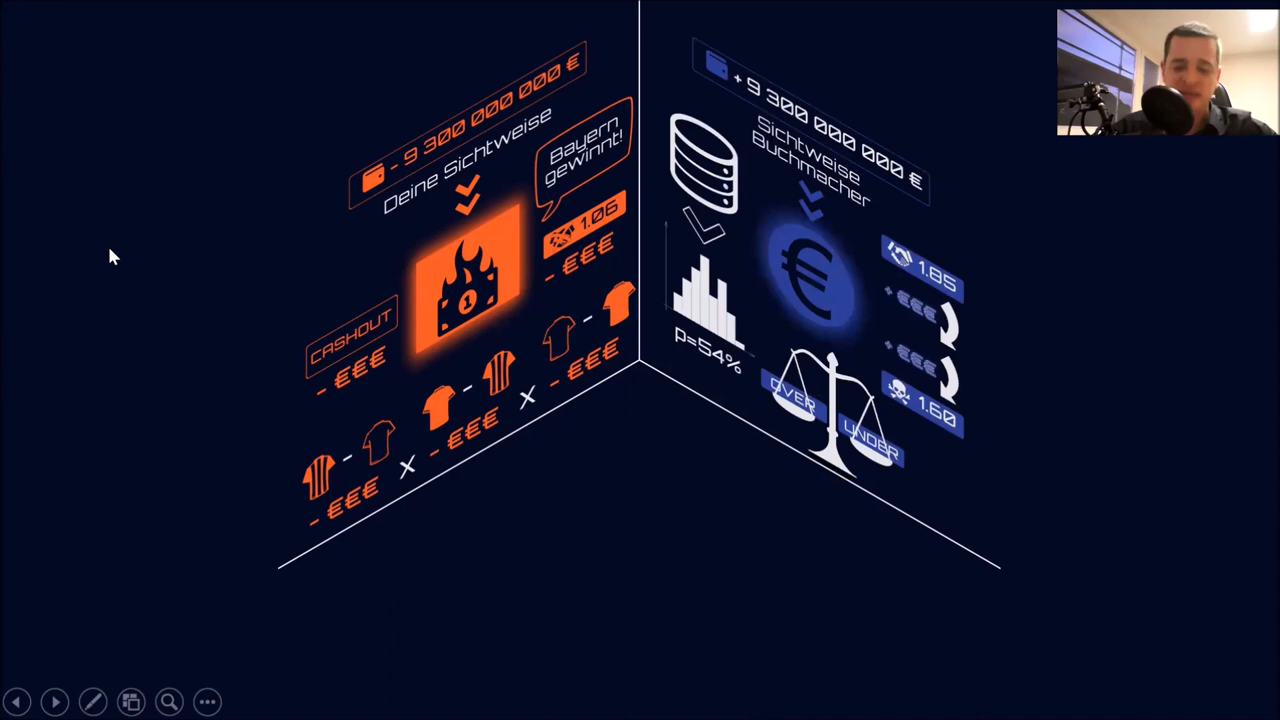 - 9 300 000 000 €
Deine Sichtweise
Bayern
gewinnt!
1.06
- €€€
1
CASHOUT
- €€€
- €€€
X
- €€€
X
- €€€
+ 9 300 000 000 €
Sichtweise
Buchmacher
€
p=54%
1.85
+ €€€
+ €€€
1.60
OVER
UNDER